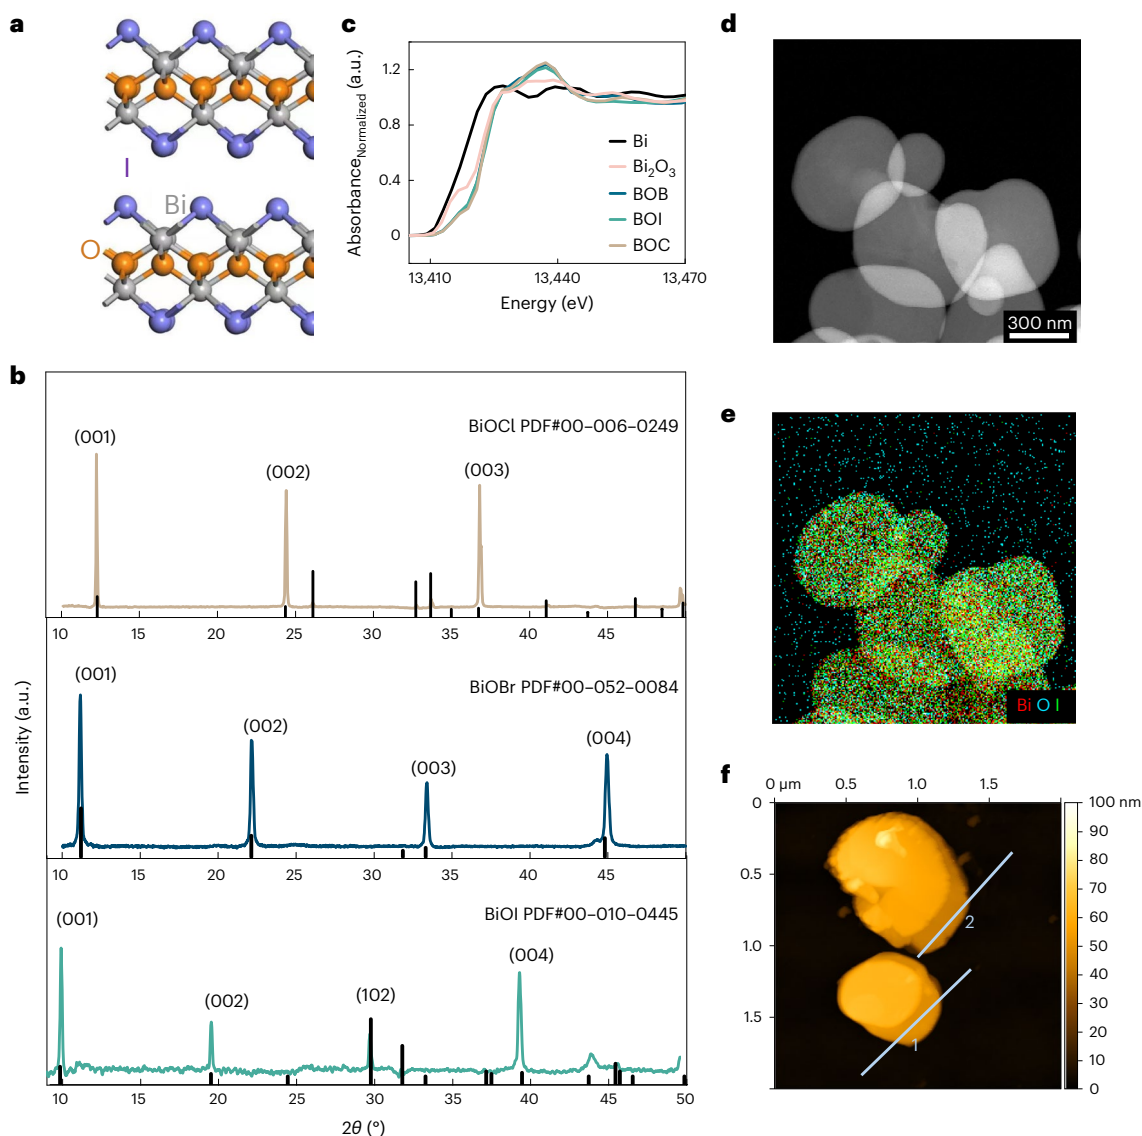 a
I
Bi
O
c
Absorbance Normalized (a.u.)
1.2
0.8
0.4
0
13,410
13,440
13,470
Energy (eV)
Bi
Bi₂O₃
BOB
BOI
BOC
d
300 nm
b
Intensity (a.u.)
BiOCl PDF#00–006–0249
(001)
(002)
(003)
10
15
20
25
30
35
40
45
BiOBr PDF#00–052–0084
(001)
(002)
(003)
(004)
10
15
20
25
30
35
40
45
BiOI PDF#00–010–0445
(001)
(002)
(102)
(004)
10
15
20
25
30
35
40
45
50
2θ (°)
e
Bi O I
f
0 µm
0.5
1.0
1.5
0
0.5
1.0
1.5
2
1
100 nm
90
80
70
60
50
40
30
20
10
0